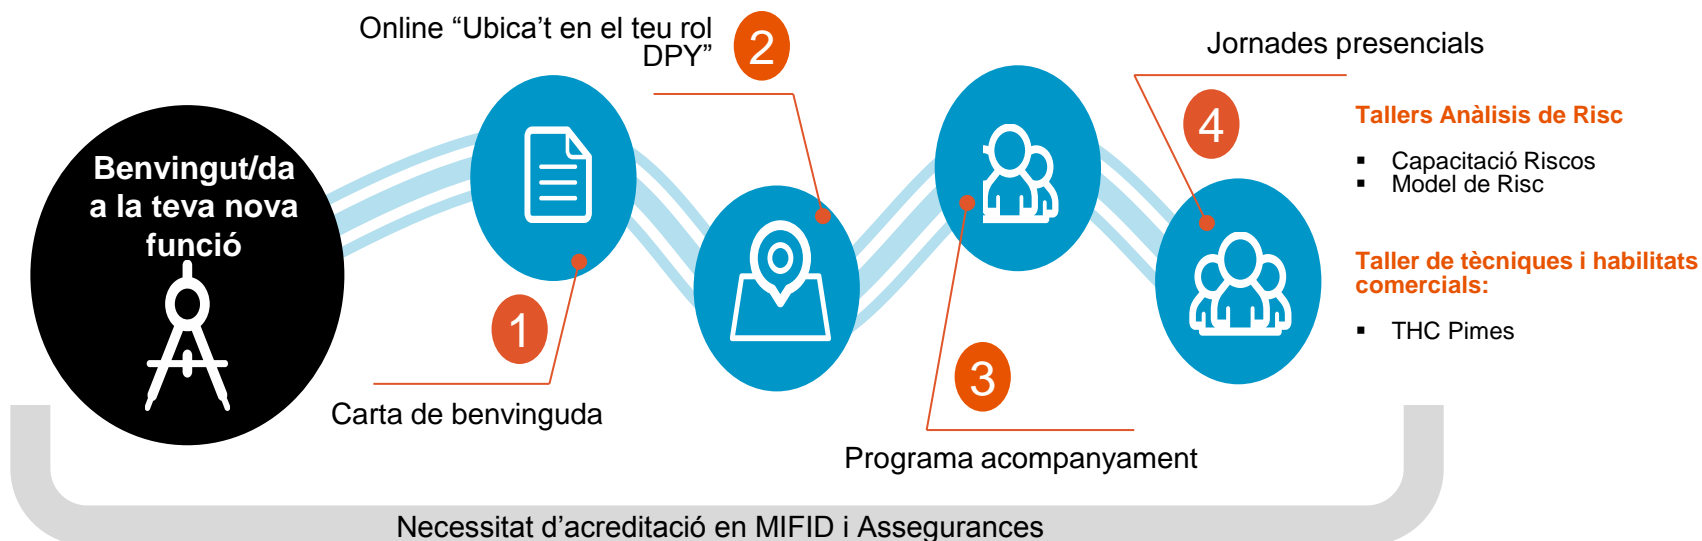 Benvingut/da
a la teva nova
funció
1
Carta de benvinguda
Online “Ubica’t en el teu rol
DPY”
2
3
Programa acompanyament
Jornades presencials
4
Tallers Anàlisis de Risc
▪ Capacitació Riscos
▪ Model de Risc
Taller de tècniques i habilitats
comercials:
▪ THC Pimes
Necessitat d’acreditació en MIFID i Assegurances